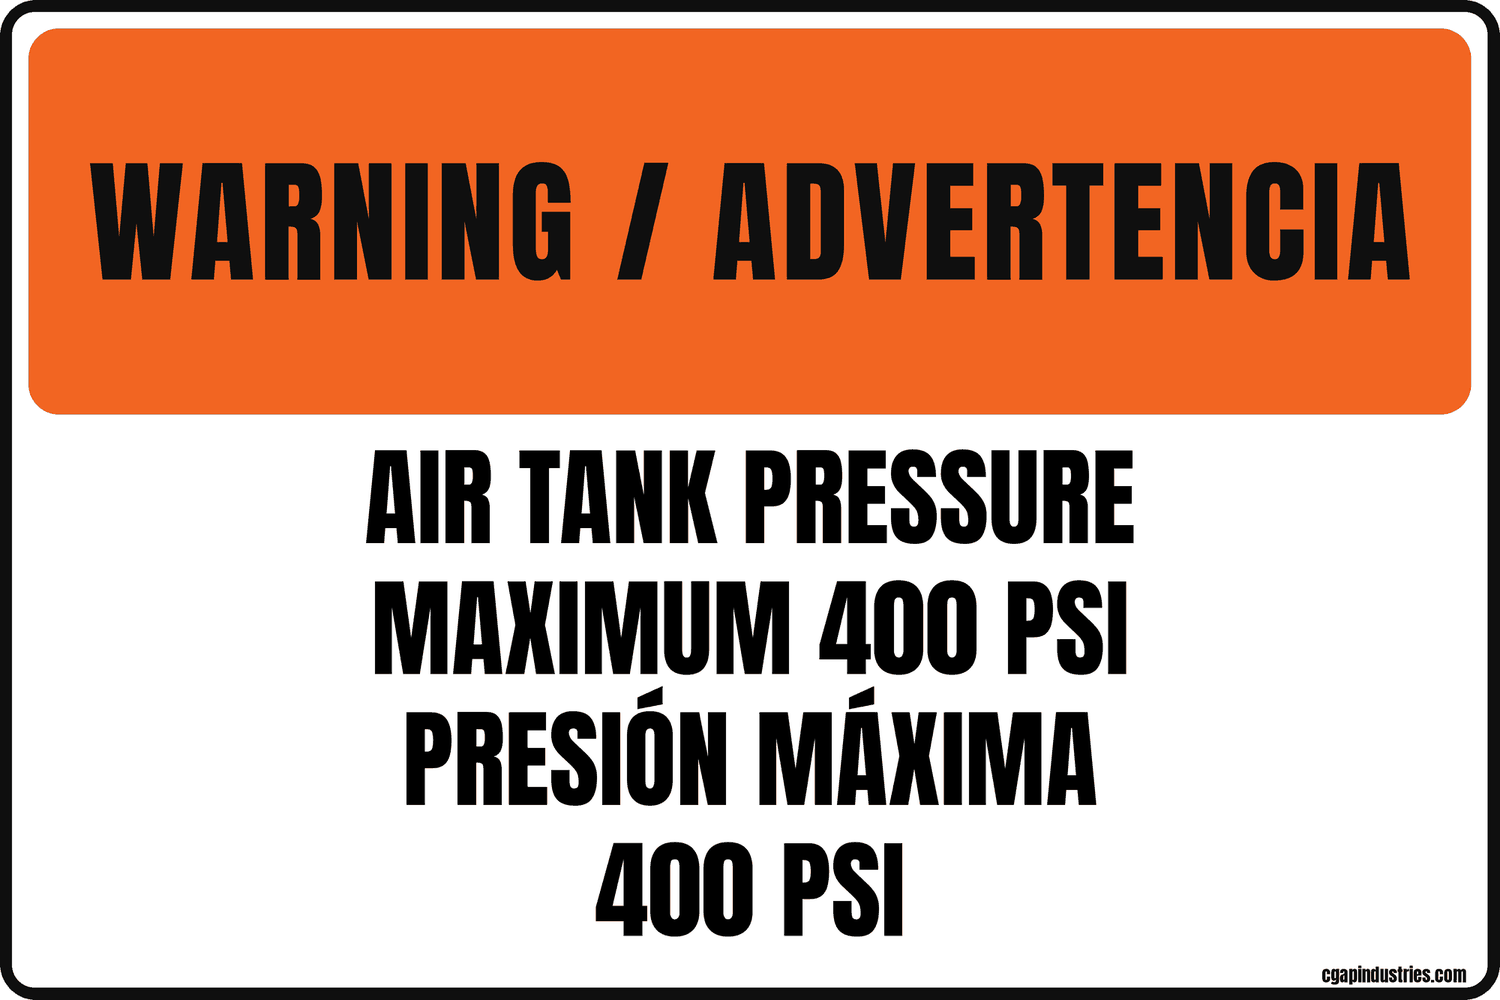 WARNING / ADVERTENCIA
AIR TANK PRESSURE
MAXIMUM 400 PSI
PRESIÓN MÁXIMA
400 PSI
cgapindustries.com